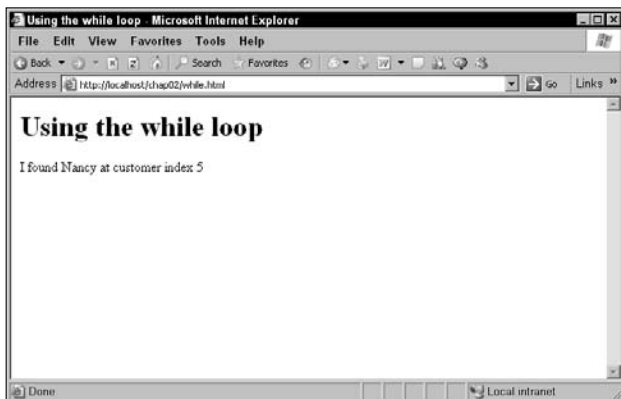 Using the while loop - Microsoft Internet Explorer
File Edit View Favorites Tools Help
Back Search Favorites
Address http://localhost/chap02/while.html Go Links »
Using the while loop
I found Nancy at customer index 5
Done Local intranet